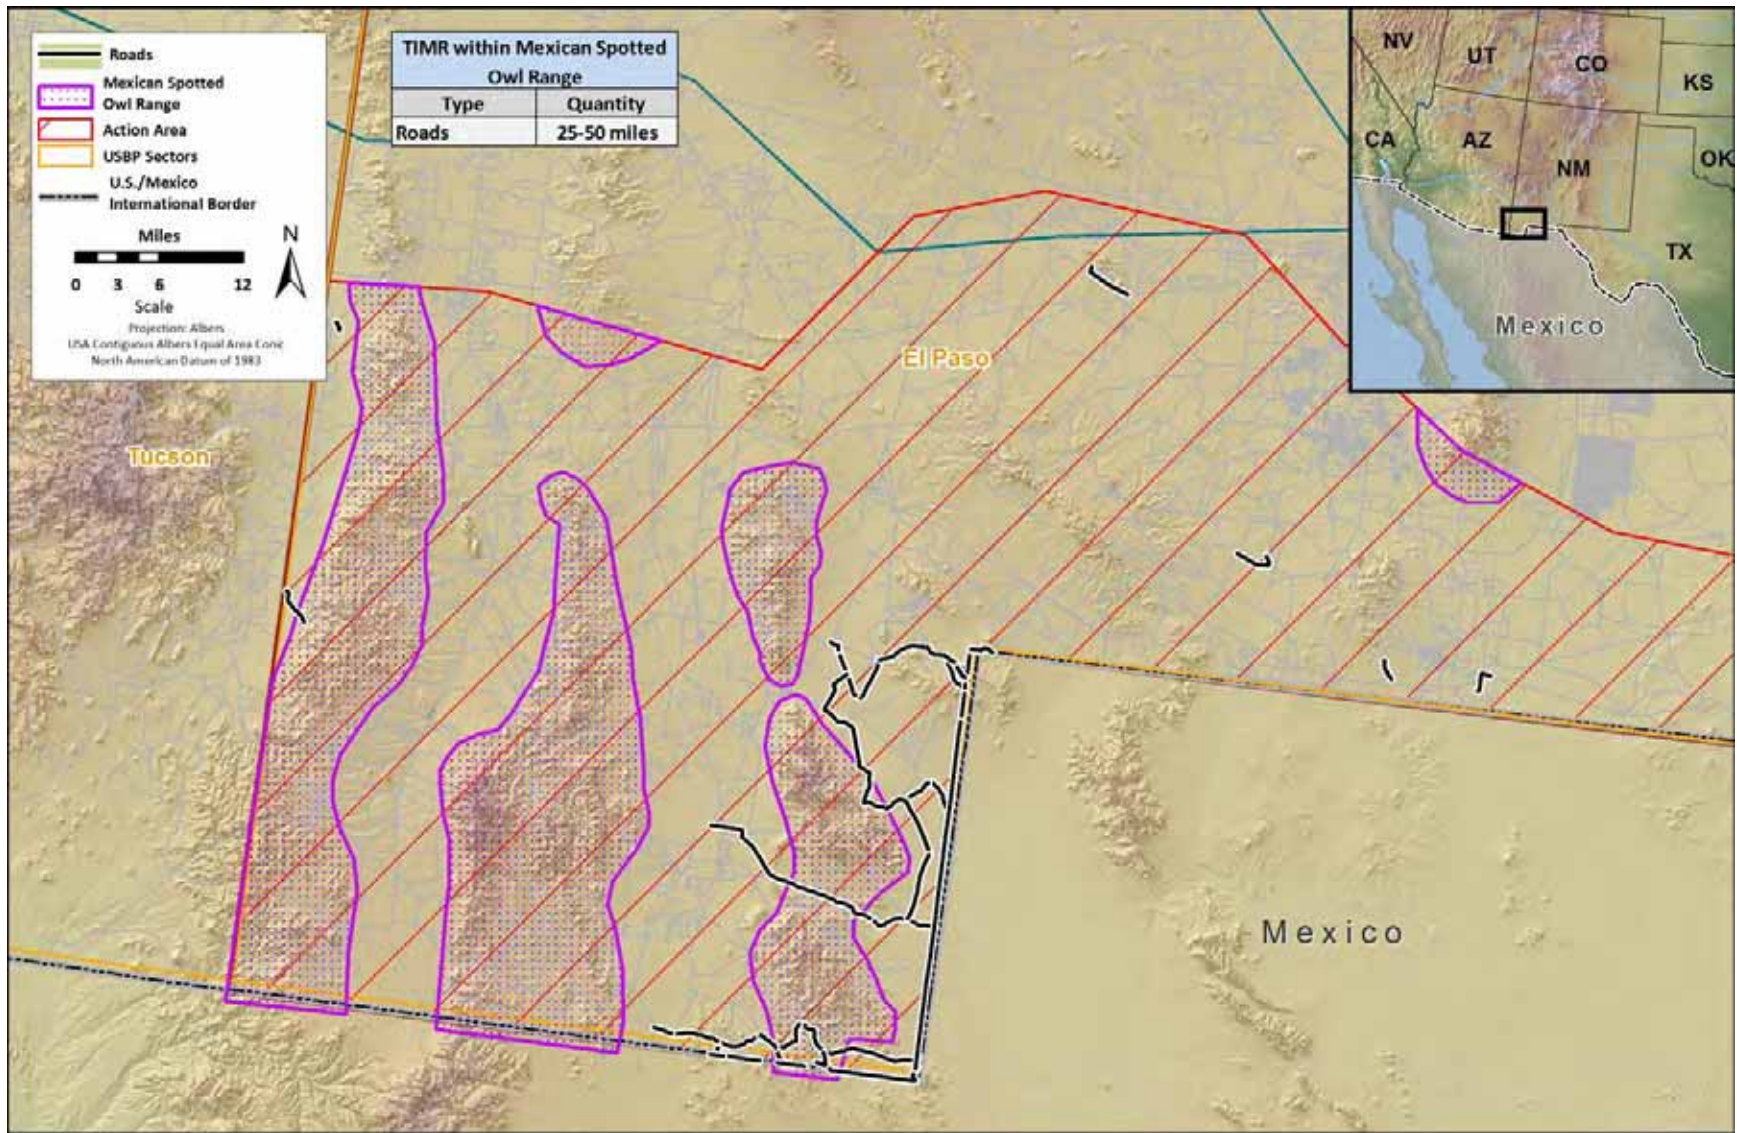 Roads
Mexican Spotted
Owl Range
Action Area
USBP Sectors
U.S./Mexico
International Border
Miles
N
0 3 6 12
Scale
Projection: Albers
USA Contiguous Albers Equal Area Conic
North American Datum of 1983
TIMR within Mexican Spotted
Owl Range
Type Quantity
Roads 25-50 miles
NV
UT
CO
KS
CA
AZ
NM
OK
TX
Mexico
El Paso
Tucson
Mexico